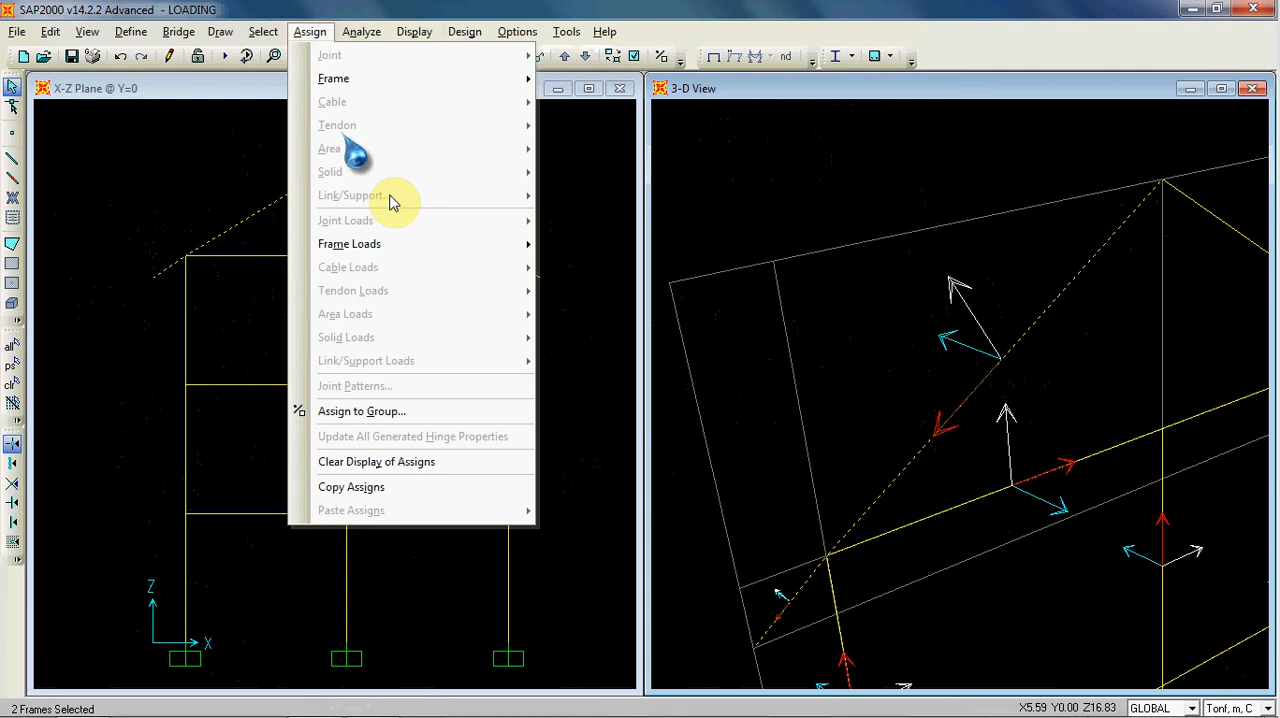 SAP2000 v14.2.2 Advanced - LOADING
File Edit View Define Bridge Draw Select Assign Analyze Display Design Options Tools Help
X-Z Plane @ Y=0
3-D View
Joint
Frame
Cable
Tendon
Area
Solid
Link/Support...
Joint Loads
Frame Loads
Cable Loads
Tendon Loads
Area Loads
Solid Loads
Link/Support Loads
Joint Patterns...
Assign to Group...
Update All Generated Hinge Properties
Clear Display of Assigns
Copy Assigns
Paste Assigns
nd
all
ps
clr
Z
X
2 Frames Selected
X5.59 Y0.00 Z16.83
GLOBAL
Tonf, m, C